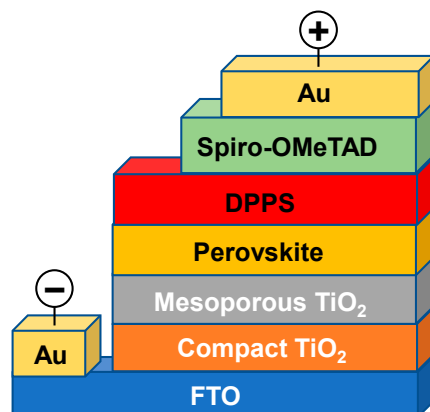 +
Au
Spiro-OMeTAD
DPPS
Perovskite
Mesoporous TiO₂
−
Au
Compact TiO₂
FTO